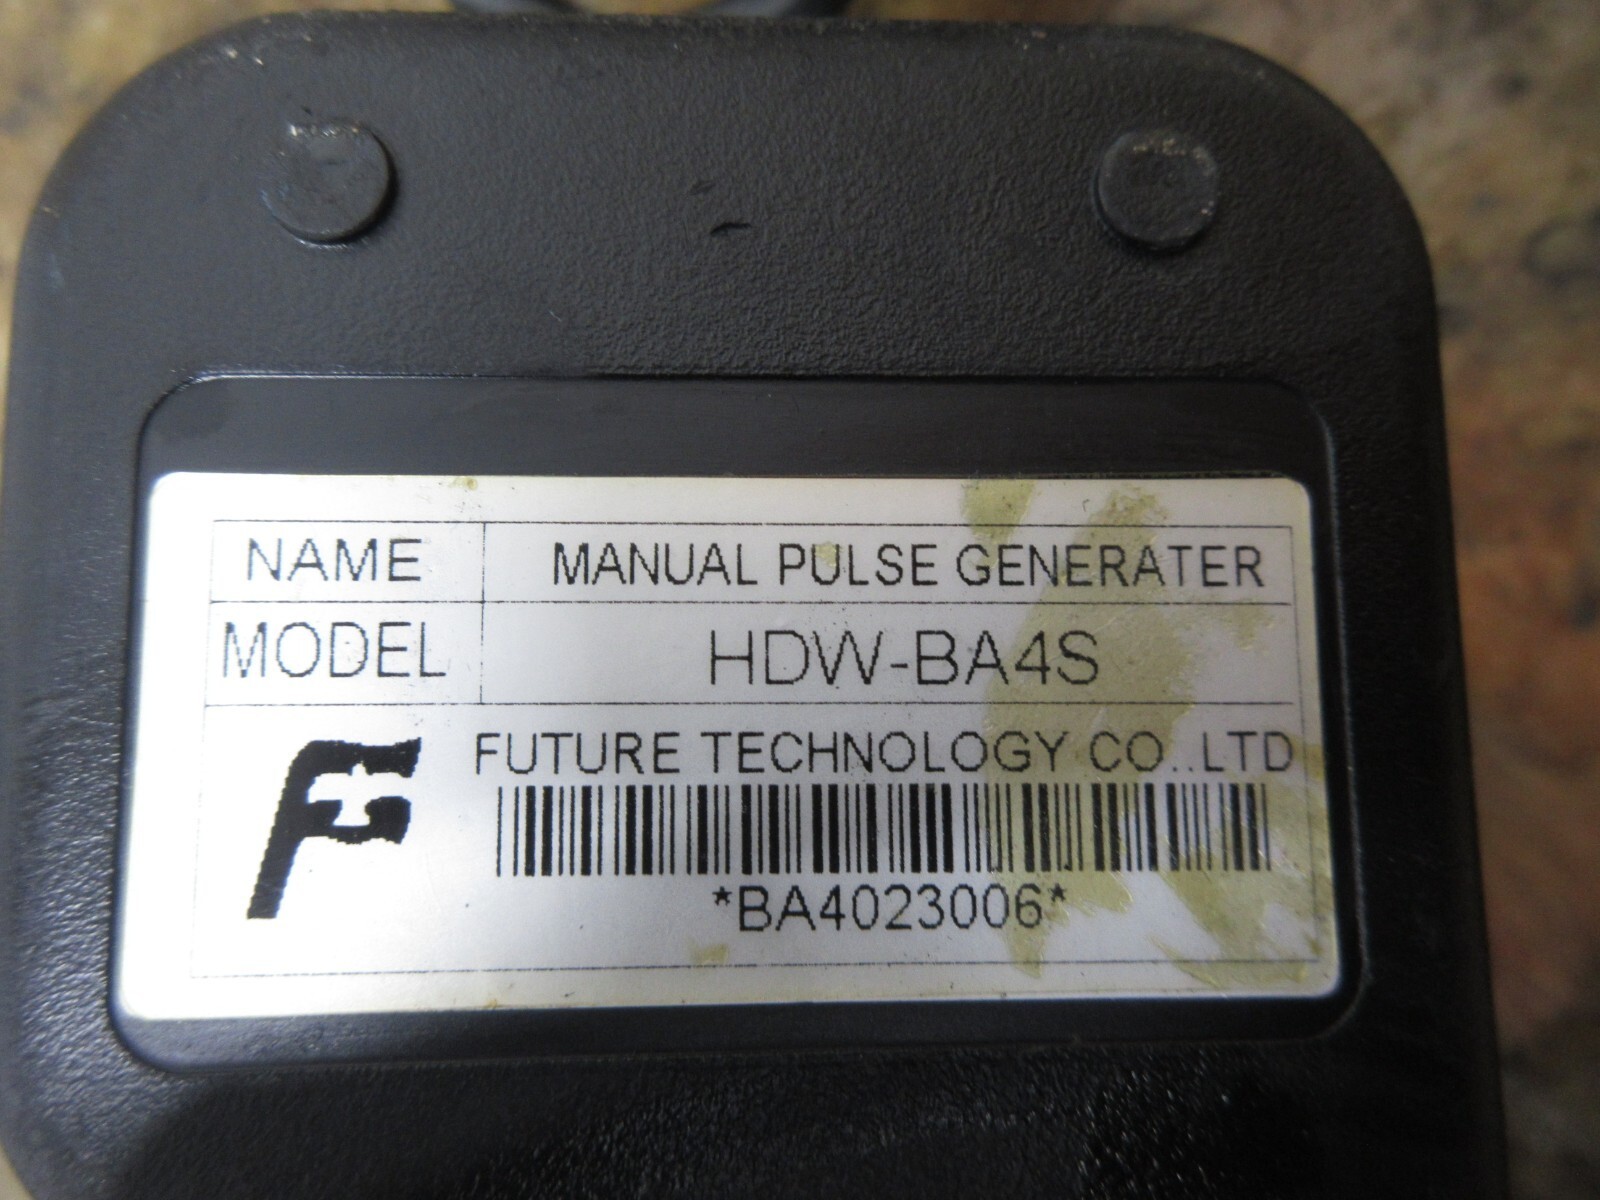 NAME MANUAL PULSE GENERATER
MODEL HDW-BA4S
FUTURE TECHNOLOGY CO..LTD
*BA4023006*